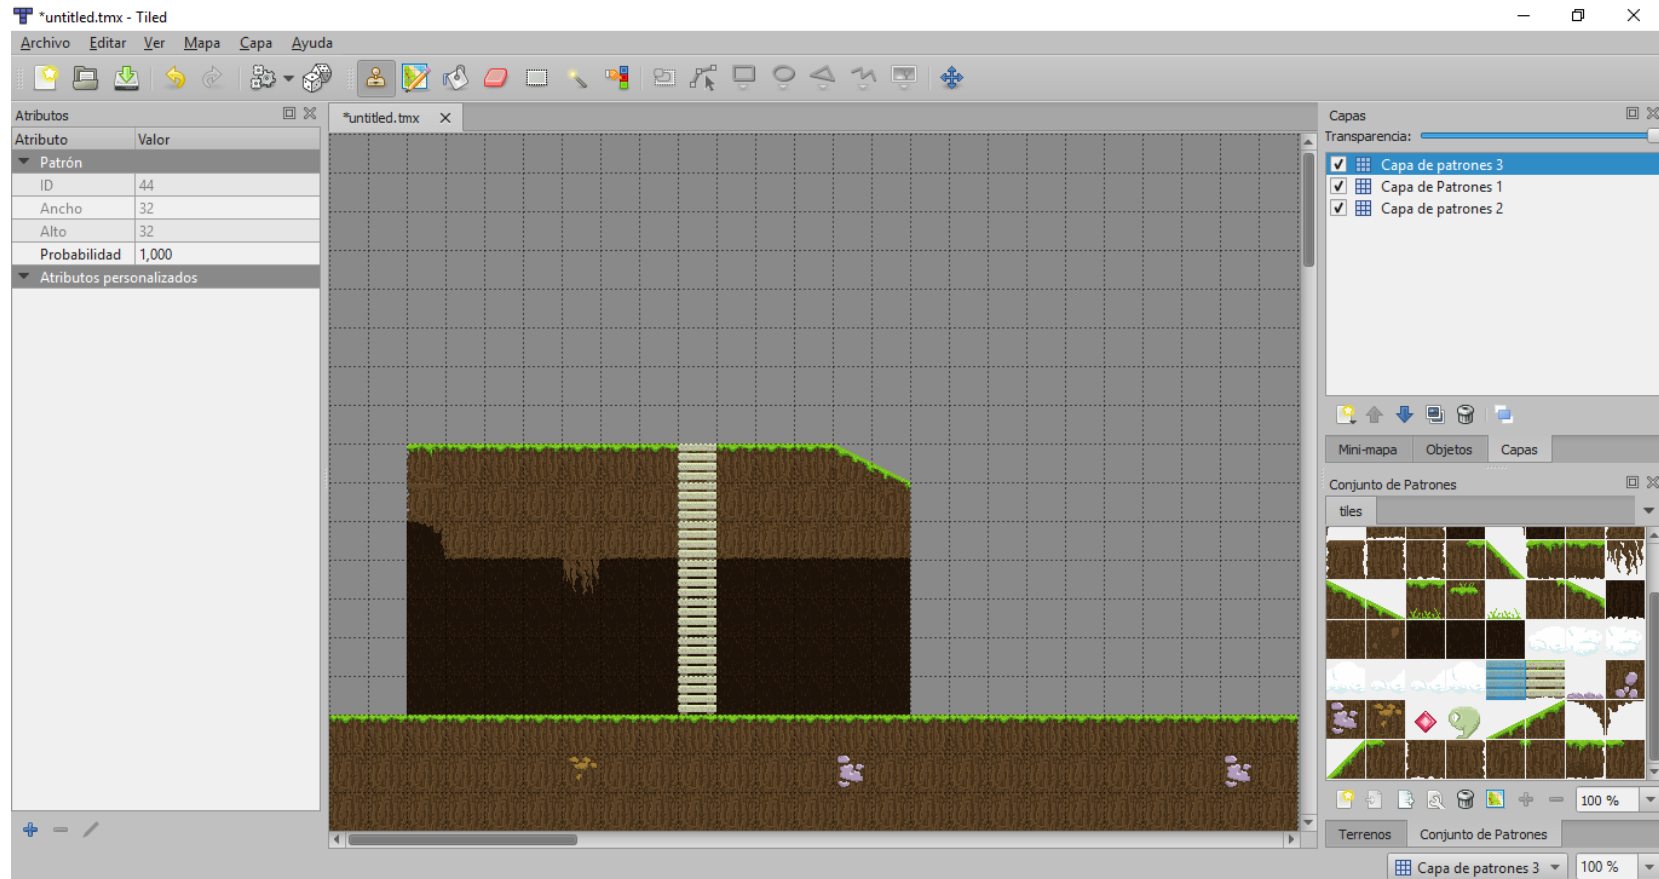 *untitled.tmx - Tiled
Archivo Editar Ver Mapa Capa Ayuda
Atributos
Atributo Valor
Patrón
ID 44
Ancho 32
Alto 32
Probabilidad 1,000
Atributos personalizados
*untitled.tmx
Capas
Transparencia:
Capa de patrones 3
Capa de Patrones 1
Capa de patrones 2
Mini-mapa Objetos Capas
Conjunto de Patrones
tiles
100 %
Terrenos Conjunto de Patrones
Capa de patrones 3 100 %